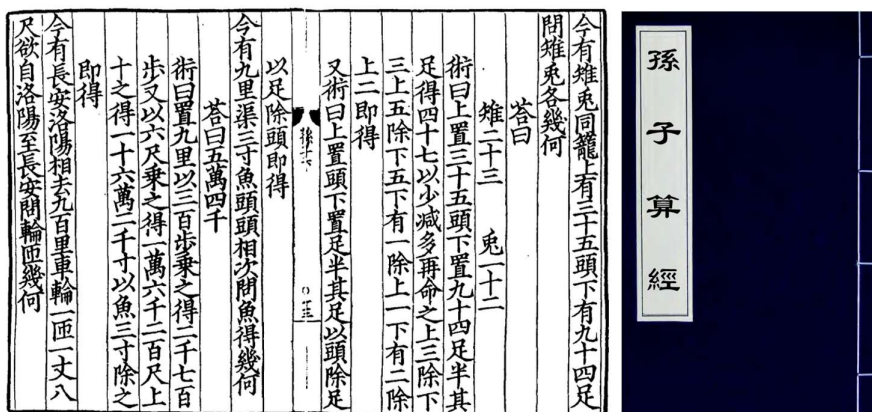 今有雉兎同籠上有三十五頭下有九十四足
問雉兎各幾何
荅曰
雉二十三 兎一十二
術曰上置三十五頭下置九十四足半其
足得四十七以少減多再命之上三除下
三上五除下五下有一除上一下有二除
上二即得
又術曰上置頭下置足半其足以頭除足
以足除頭即得
今有九里渠三寸魚頭頭相次問魚得幾何
荅曰五萬四千
術曰置九里以三百步乗之得二千七百
步又以六尺乗之得一萬六千二百尺上
十之得一十六萬二千寸以魚三寸除之
即得
今有長安洛陽相去九百里車輪一匝一丈八
尺欲自洛陽至長安問輪匝幾何
孫子算經